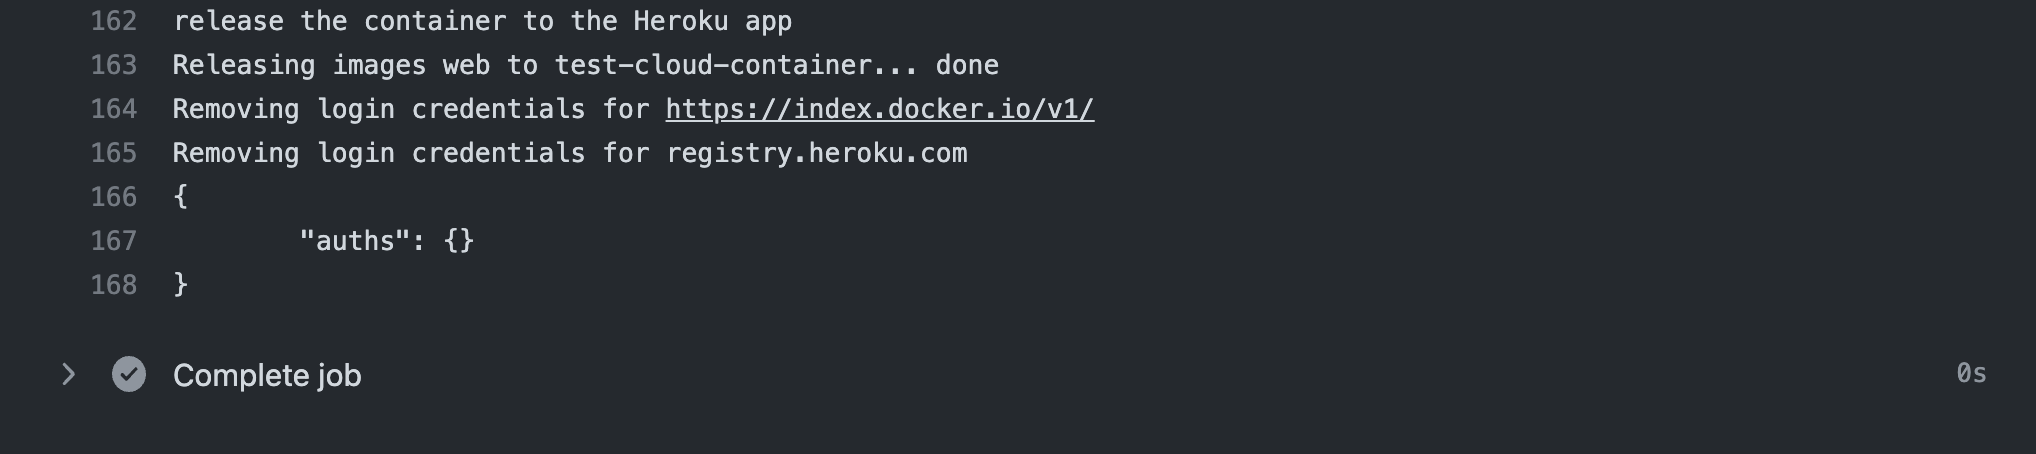 162 release the container to the Heroku app
163 Releasing images web to test-cloud-container... done
164 Removing login credentials for https://index.docker.io/v1/
165 Removing login credentials for registry.heroku.com
166 {
167 "auths": {}
168 }
Complete job 0s